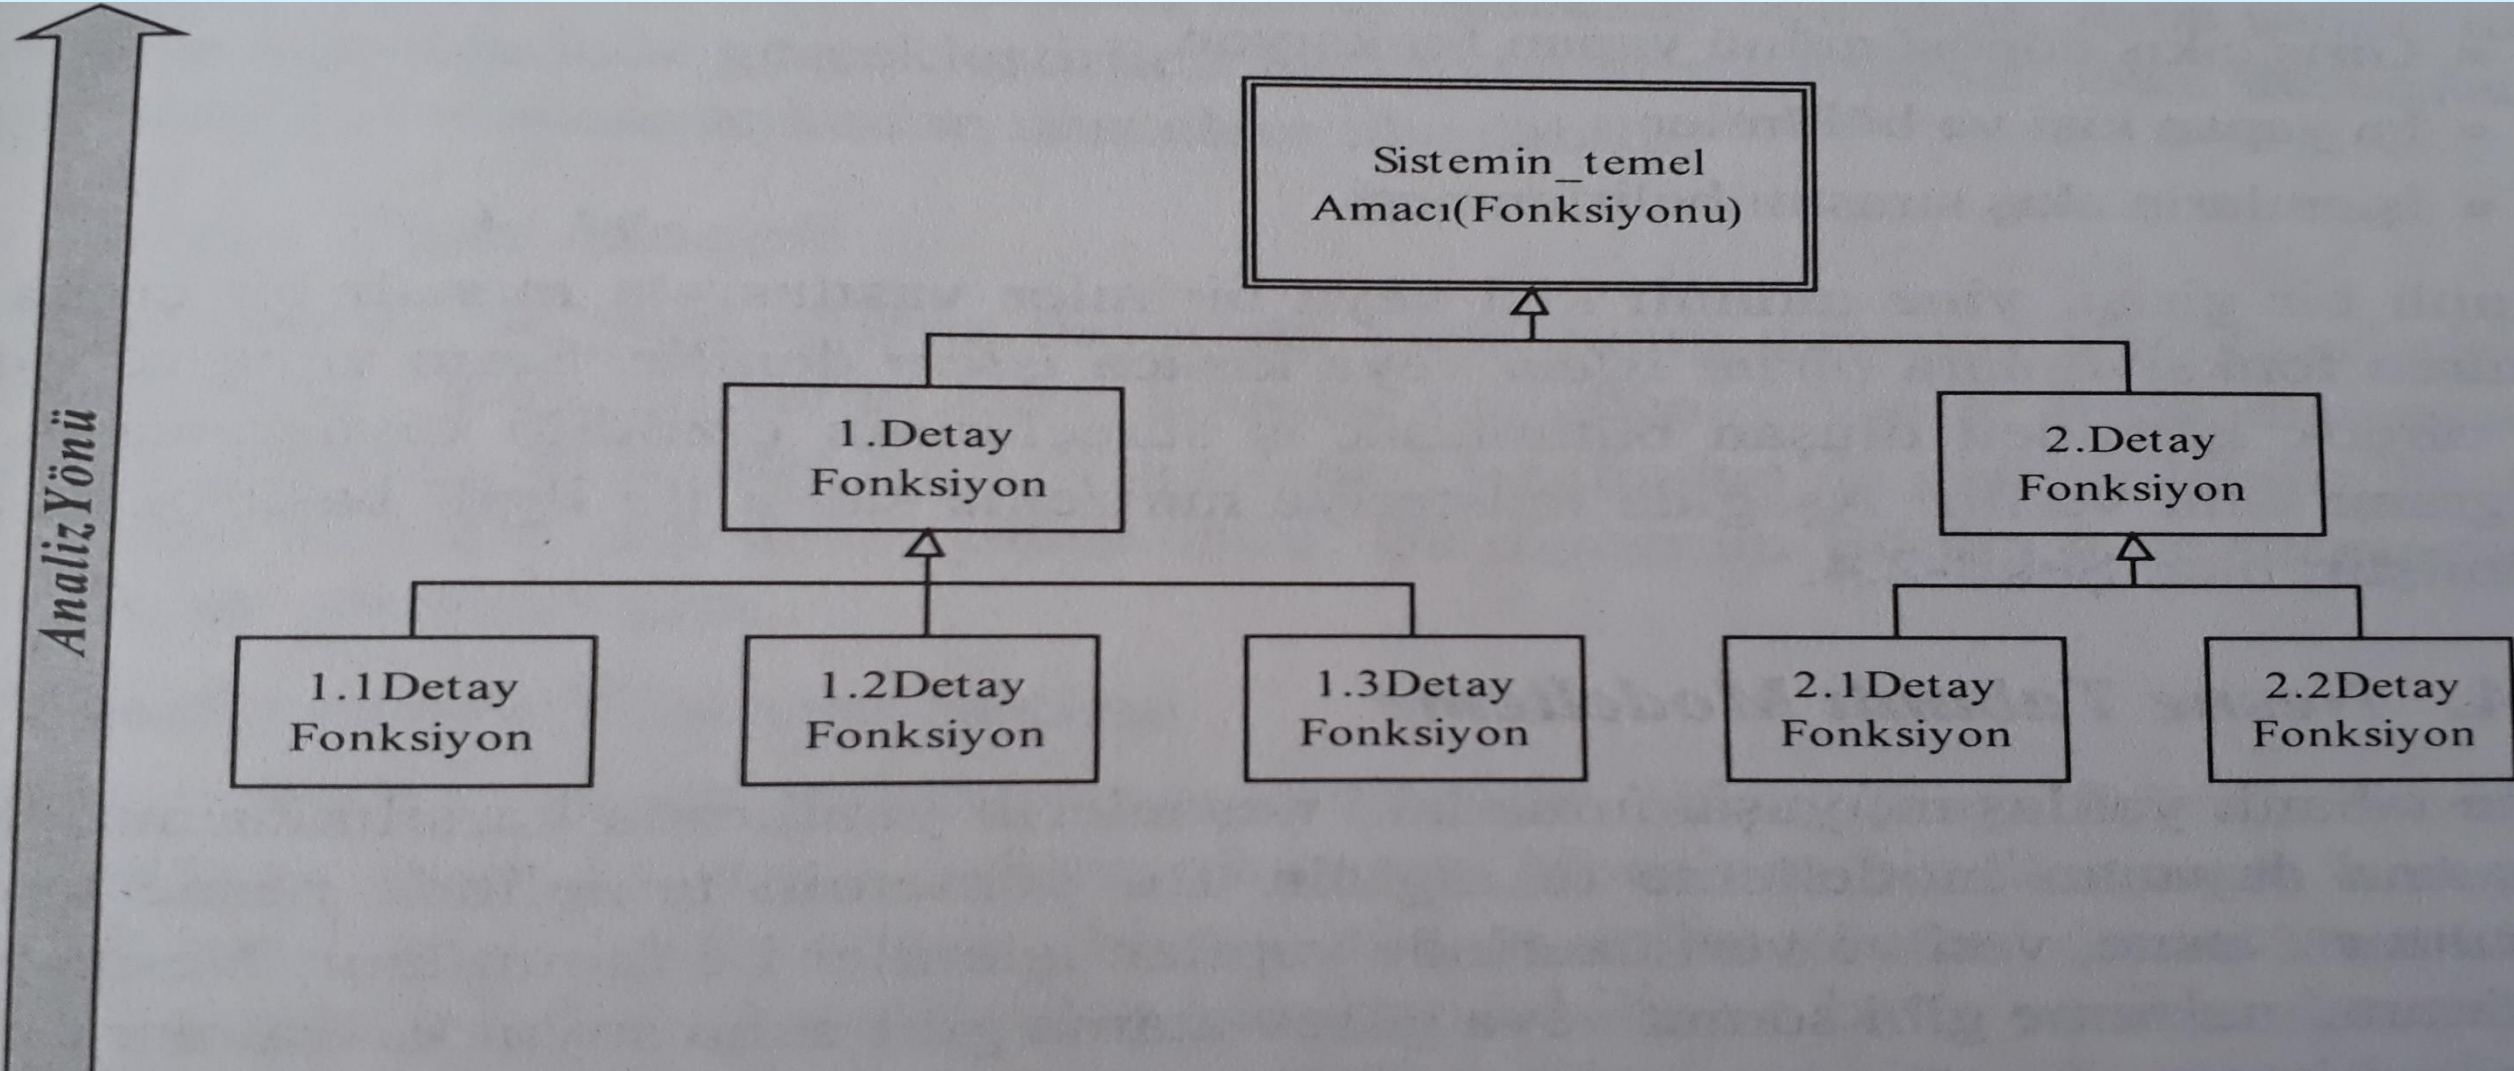 Analiz Yönü
Sistemin_temel
Amacı(Fonksiyonu)
1.Detay
Fonksiyon
2.Detay
Fonksiyon
1.1Detay
Fonksiyon
1.2Detay
Fonksiyon
1.3Detay
Fonksiyon
2.1Detay
Fonksiyon
2.2Detay
Fonksiyon